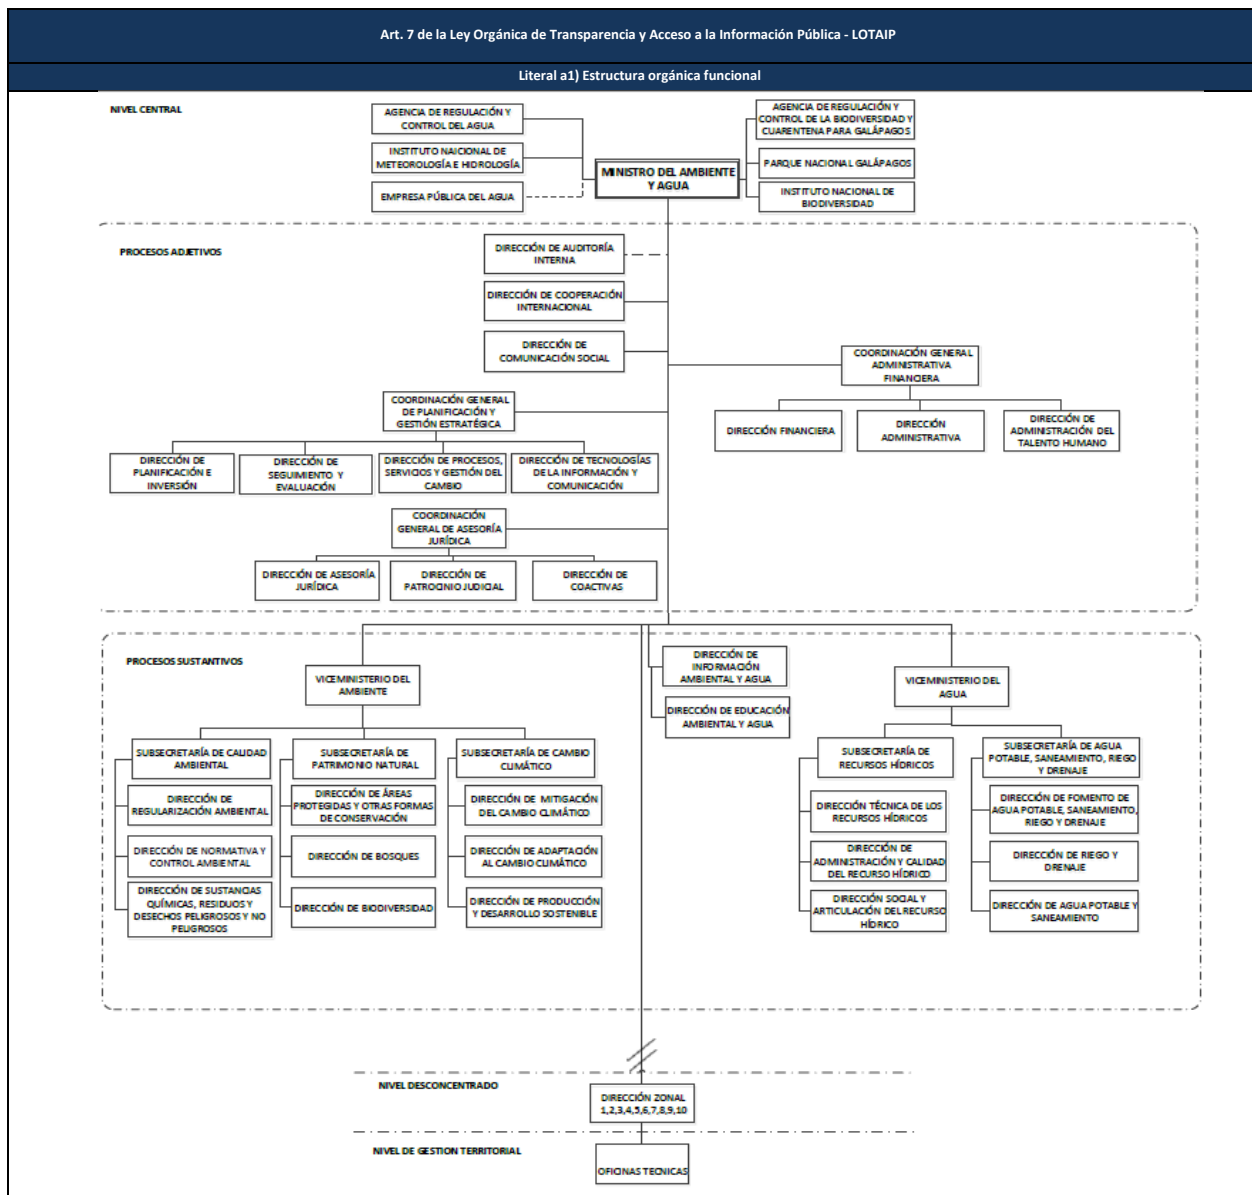 Art. 7 de la Ley Orgánica de Transparencia y Acceso a la Información Pública - LOTAIP
Literal a1) Estructura orgánica funcional
NIVEL CENTRAL
AGENCIA DE REGULACIÓN Y
CONTROL DEL AGUA
INSTITUTO NAICIONAL DE
METEOROLOGÍA E HIDROLOGÍA
EMPRESA PÚBLICA DEL AGUA
MINISTRO DEL AMBIENTE
Y AGUA
AGENCIA DE REGULACIÓN Y
CONTROL DE LA BIODIVERSIDAD Y
CUARENTENA PARA GALÁPAGOS
PARQUE NACIONAL GALÁPAGOS
INSTITUTO NACIONAL DE
BIODIVERSIDAD
PROCESOS ADJETIVOS
DIRECCIÓN DE AUDITORÍA
INTERNA
DIRECCIÓN DE COOPERACIÓN
INTERNACIONAL
DIRECCIÓN DE
COMUNICACIÓN SOCIAL
COORDINACIÓN GENERAL
ADMINISTRATIVA
FINANCIERA
DIRECCIÓN FINANCIERA
DIRECCIÓN
ADMINISTRATIVA
DIRECCIÓN DE
ADMINISTRACIÓN DEL
TALENTO HUMANO
COORDINACIÓN GENERAL
DE PLANIFICACIÓN Y
GESTIÓN ESTRATÉGICA
DIRECCIÓN DE
PLANIFICACIÓN E
INVERSIÓN
DIRECCIÓN DE
SEGUIMIENTO Y
EVALUACIÓN
DIRECCIÓN DE PROCESOS,
SERVICIOS Y GESTIÓN DEL
CAMBIO
DIRECCIÓN DE TECNOLOGÍAS
DE LA INFORMACIÓN Y
COMUNICACIÓN
COORDINACIÓN
GENERAL DE ASESORÍA
JURÍDICA
DIRECCIÓN DE ASESORÍA
JURÍDICA
DIRECCIÓN DE
PATROCINIO JUDICIAL
DIRECCIÓN DE
COACTIVAS
PROCESOS SUSTANTIVOS
VICEMINISTERIO DEL
AMBIENTE
DIRECCIÓN DE
INFORMACIÓN
AMBIENTAL Y AGUA
DIRECCIÓN DE EDUCACIÓN
AMBIENTAL Y AGUA
VICEMINISTERIO DEL
AGUA
SUBSECRETARÍA DE CALIDAD
AMBIENTAL
DIRECCIÓN DE
REGULARIZACIÓN AMBIENTAL
DIRECCIÓN DE NORMATIVA Y
CONTROL AMBIENTAL
DIRECCIÓN DE SUSTANCIAS
QUÍMICAS, RESIDUOS Y
DESECHOS PELIGROSOS Y NO
PELIGROSOS
SUBSECRETARÍA DE
PATRIMONIO NATURAL
DIRECCIÓN DE ÁREAS
PROTEGIDAS Y OTRAS FORMAS
DE CONSERVACIÓN
DIRECCIÓN DE BOSQUES
DIRECCIÓN DE BIODIVERSIDAD
SUBSECRETARÍA DE CAMBIO
CLIMÁTICO
DIRECCIÓN DE MITIGACIÓN
DEL CAMBIO CLIMÁTICO
DIRECCIÓN DE ADAPTACIÓN
AL CAMBIO CLIMÁTICO
DIRECCIÓN DE PRODUCCIÓN
Y DESARROLLO SOSTENIBLE
SUBSECRETARÍA DE
RECURSOS HÍDRICOS
DIRECCIÓN TÉCNICA DE LOS
RECURSOS HÍDRICOS
DIRECCIÓN DE
ADMINISTRACIÓN Y CALIDAD
DEL RECURSO HÍDRICO
DIRECCIÓN SOCIAL Y
ARTICULACIÓN DEL RECURSO
HÍDRICO
SUBSECRETARÍA DE AGUA
POTABLE, SANEAMIENTO, RIEGO
Y DRENAJE
DIRECCIÓN DE FOMENTO DE
AGUA POTABLE, SANEAMIENTO,
RIEGO Y DRENAJE
DIRECCIÓN DE RIEGO Y
DRENAJE
DIRECCIÓN DE AGUA POTABLE Y
SANEAMIENTO
NIVEL DESCONCENTRADO
DIRECCIÓN ZONAL
1,2,3,4,5,6,7,8,9,10
NIVEL DE GESTION TERRITORIAL
OFICINAS TECNICAS